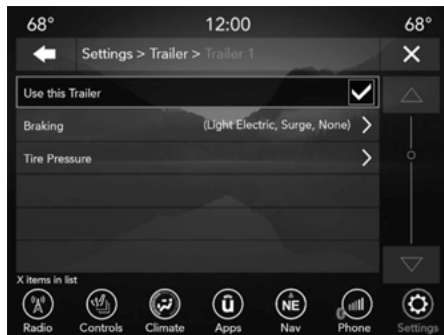 68° 12:00 68°
Settings > Trailer > Trailer 1
Use this Trailer
Braking (Light Electric, Surge, None) >
Tire Pressure >
X items in list
Radio Controls Climate Apps Nav Phone Settings